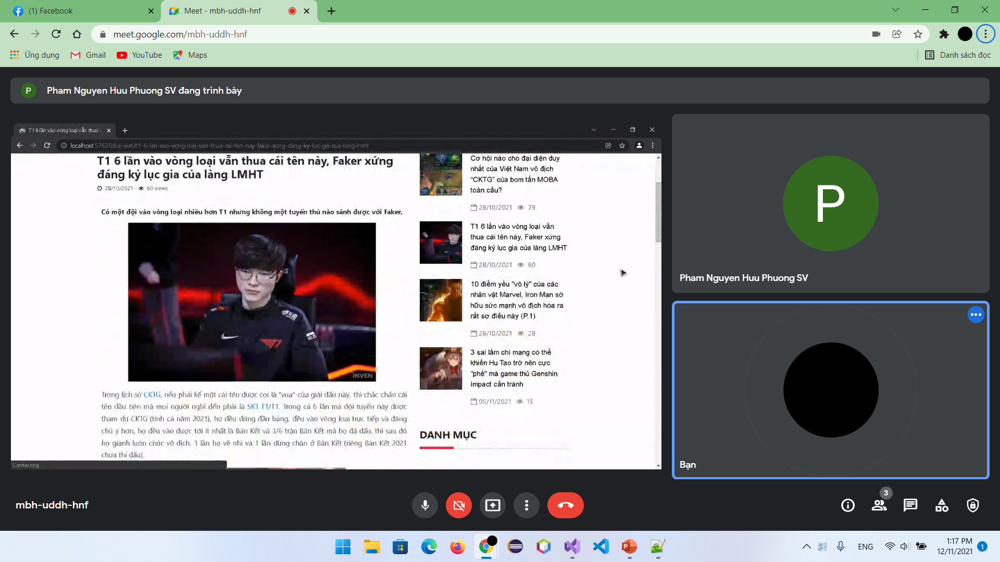 (1) Facebook
Meet - mbh-uddh-hnf
meet.google.com/mbh-uddh-hnf
Ứng dụng
Gmail
YouTube
Maps
Danh sách đọc
P
Pham Nguyen Huu Phuong SV đang trình bày
T1 6 lần vào vòng loại vẫn thua
localhost:57620/bai-viet/t1-6-lan-vao-vong-loai-van-thua-cai-ten-nay-faker-xung-dang-ky-luc-gia-cua-lang-lmht
T1 6 lần vào vòng loại vẫn thua cái tên này, Faker xứng
đáng kỷ lục gia của làng LMHT
28/10/2021 - 60 views
Có một đội vào vòng loại nhiều hơn T1 nhưng không một tuyển thủ nào sánh được với Faker.
INVEN
Trong lịch sử CKTG, nếu phải kể một cái tên được coi là "vua" của giải đấu này, thì chắc chắn cái
tên đầu tiên mà mọi người nghĩ đến phải là SKT T1/T1. Trong cả 6 lần mà đội tuyển này được
tham dự CKTG (tính cả năm 2021), họ đều đứng đầu bảng, đều vào vòng loại trực tiếp và đáng
chú ý hơn, họ đều vào được tới ít nhất là Bán Kết và 3/6 trận Bán Kết mà họ đã đấu, thì sau đó
họ giành luôn chức vô địch. 1 lần họ về nhì và 1 lần dừng chân ở Bán Kết (riêng Bán Kết 2021
chưa thi đấu).
Connecting
Cơ hội nào cho đại diện duy
nhất của Việt Nam vô địch
“CKTG” của bom tấn MOBA
toàn cầu?
28/10/2021 79
T1 6 lần vào vòng loại vẫn
thua cái tên này, Faker xứng
đáng kỷ lục gia của làng LMHT
28/10/2021 60
10 điểm yếu "vô lý" của các
nhân vật Marvel, Iron Man sở
hữu sức mạnh vô địch hóa ra
rất sợ điều này (P.1)
28/10/2021 28
3 sai lầm chí mạng có thể
khiến Hu Tao trở nên cực
"phế" mà game thủ Genshin
Impact cần tránh
05/11/2021 15
DANH MỤC
P
Pham Nguyen Huu Phuong SV
Bạn
mbh-uddh-hnf
3
ENG
1:17 PM
12/11/2021
1